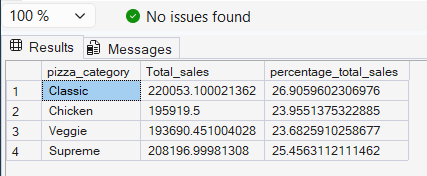 100 %
No issues found
Results Messages
pizza_category Total_sales percentage_total_sales
1 Classic 220053.100021362 26.9059602306976
2 Chicken 195919.5 23.9551375322885
3 Veggie 193690.451004028 23.6825910258677
4 Supreme 208196.99981308 25.4563112111462